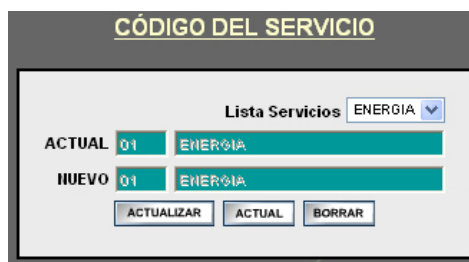 CÓDIGO DEL SERVICIO
Lista Servicios ENERGIA
ACTUAL 01 ENERGIA
NUEVO 01 ENERGIA
ACTUALIZAR ACTUAL BORRAR